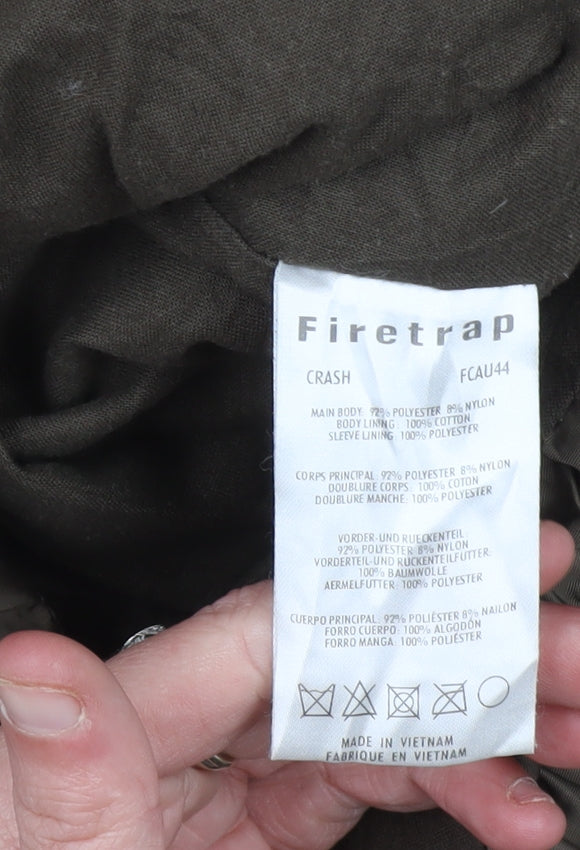 Firetrap
CRASH FCAU44
MAIN BODY: 92% POLYESTER 8% NYLON
BODY LINING: 100% COTTON
SLEEVE LINING: 100% POLYESTER
CORPS PRINCIPAL: 92% POLYESTER 8% NYLON
DOUBLURE CORPS: 100% COTON
DOUBLURE MANCHE: 100% POLYESTER
VORDER-UND RUECKENTEIL:
92% POLYESTER 8% NYLON
VORDERTEIL-UND RUCKENTEILFUTTER:
100% BAUMWOLLE
AERMELFUTTER: 100% POLYESTER
CUERPO PRINCIPAL: 92% POLIÉSTER 8% NAILON
FORRO CUERPO: 100% ALGODÓN
FORRO MANGA: 100% POLIÉSTER
MADE IN VIETNAM
FABRIQUE EN VIETNAM